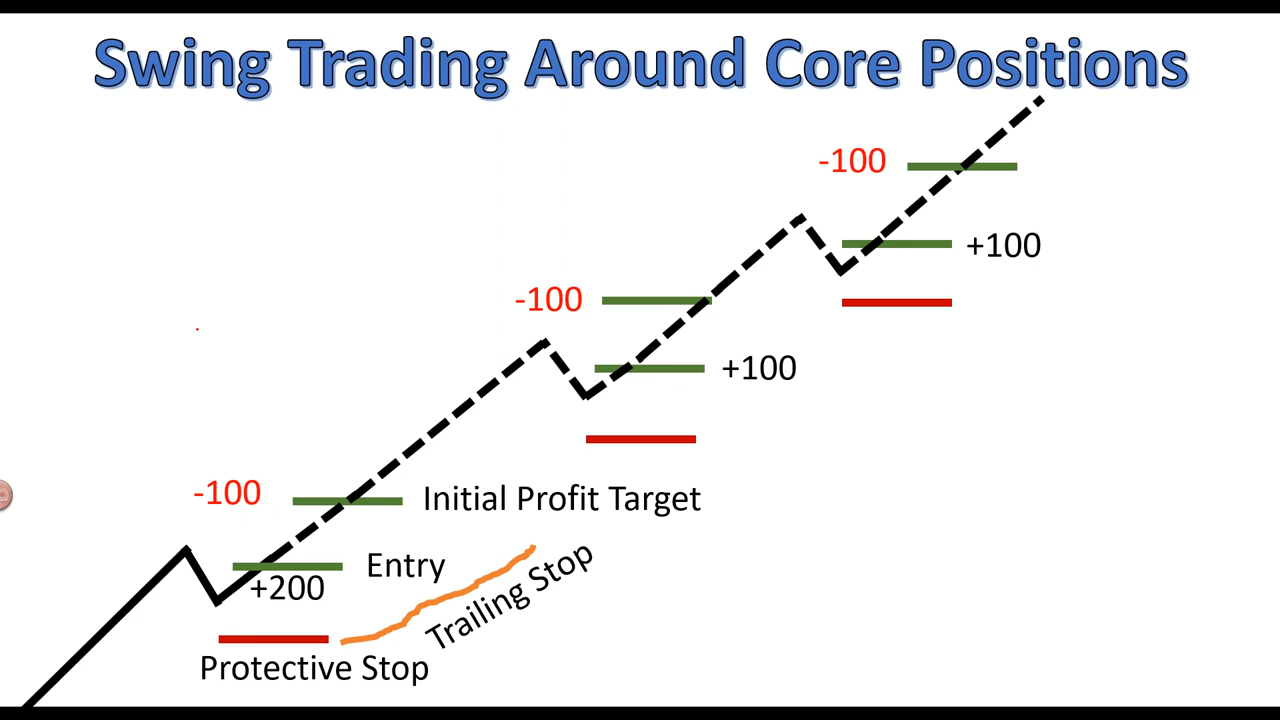 Swing Trading Around Core Positions
-100
+100
-100
+100
-100
Initial Profit Target
Entry
+200
Trailing Stop
Protective Stop